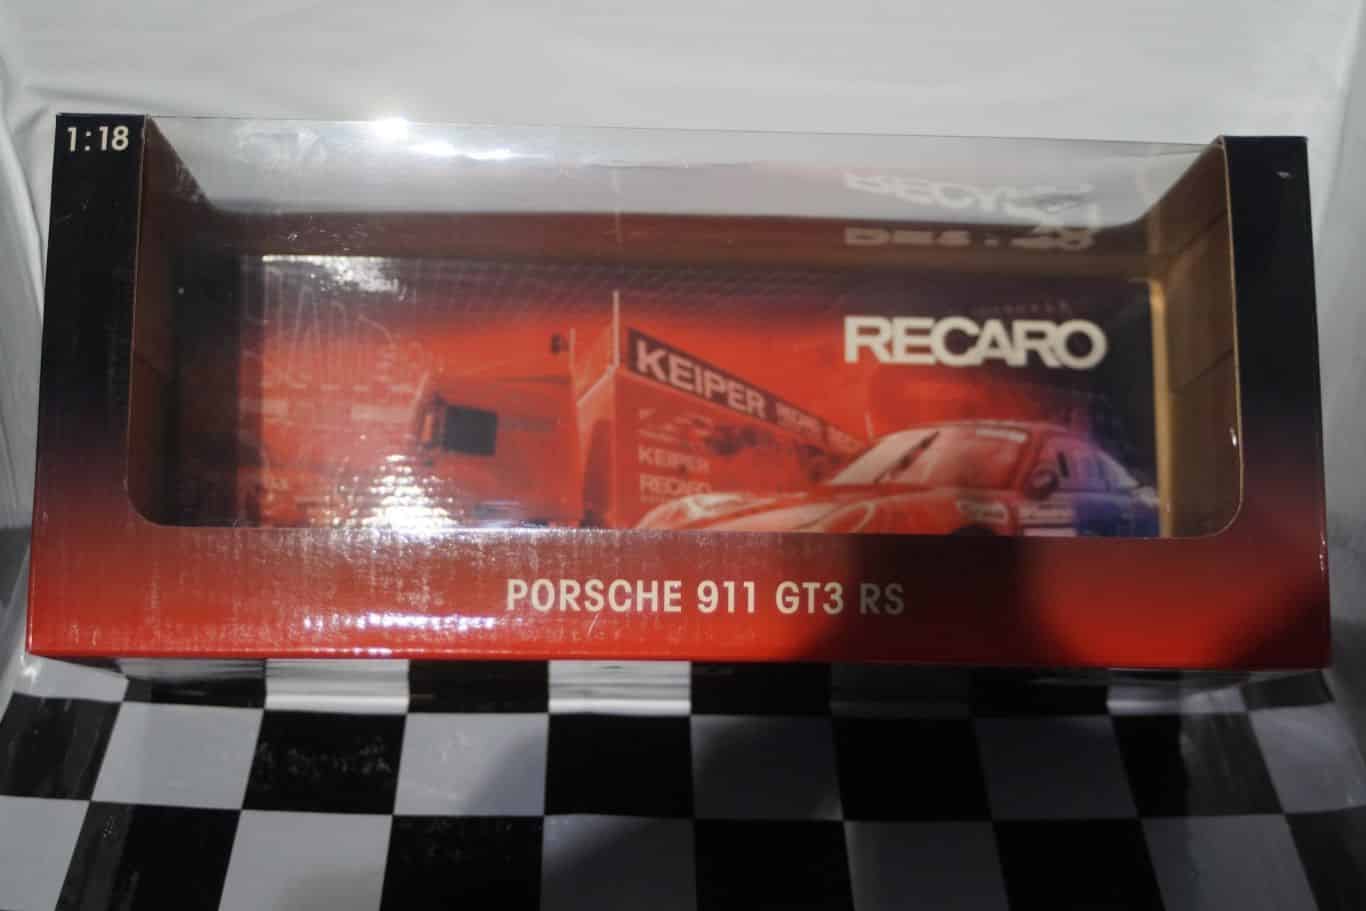 1:18
RECARO
KEIPER
KEIPER
RECARO
PORSCHE 911 GT3 RS